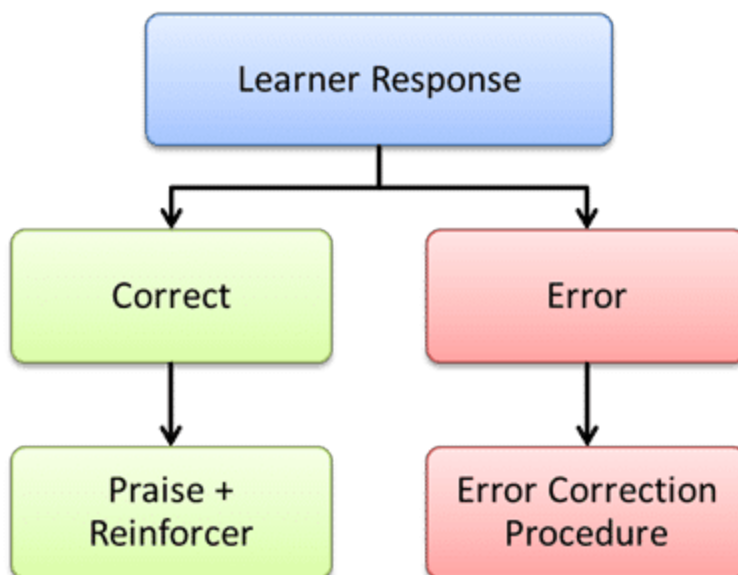 Learner Response
Correct
Error
Praise +
Reinforcer
Error Correction
Procedure